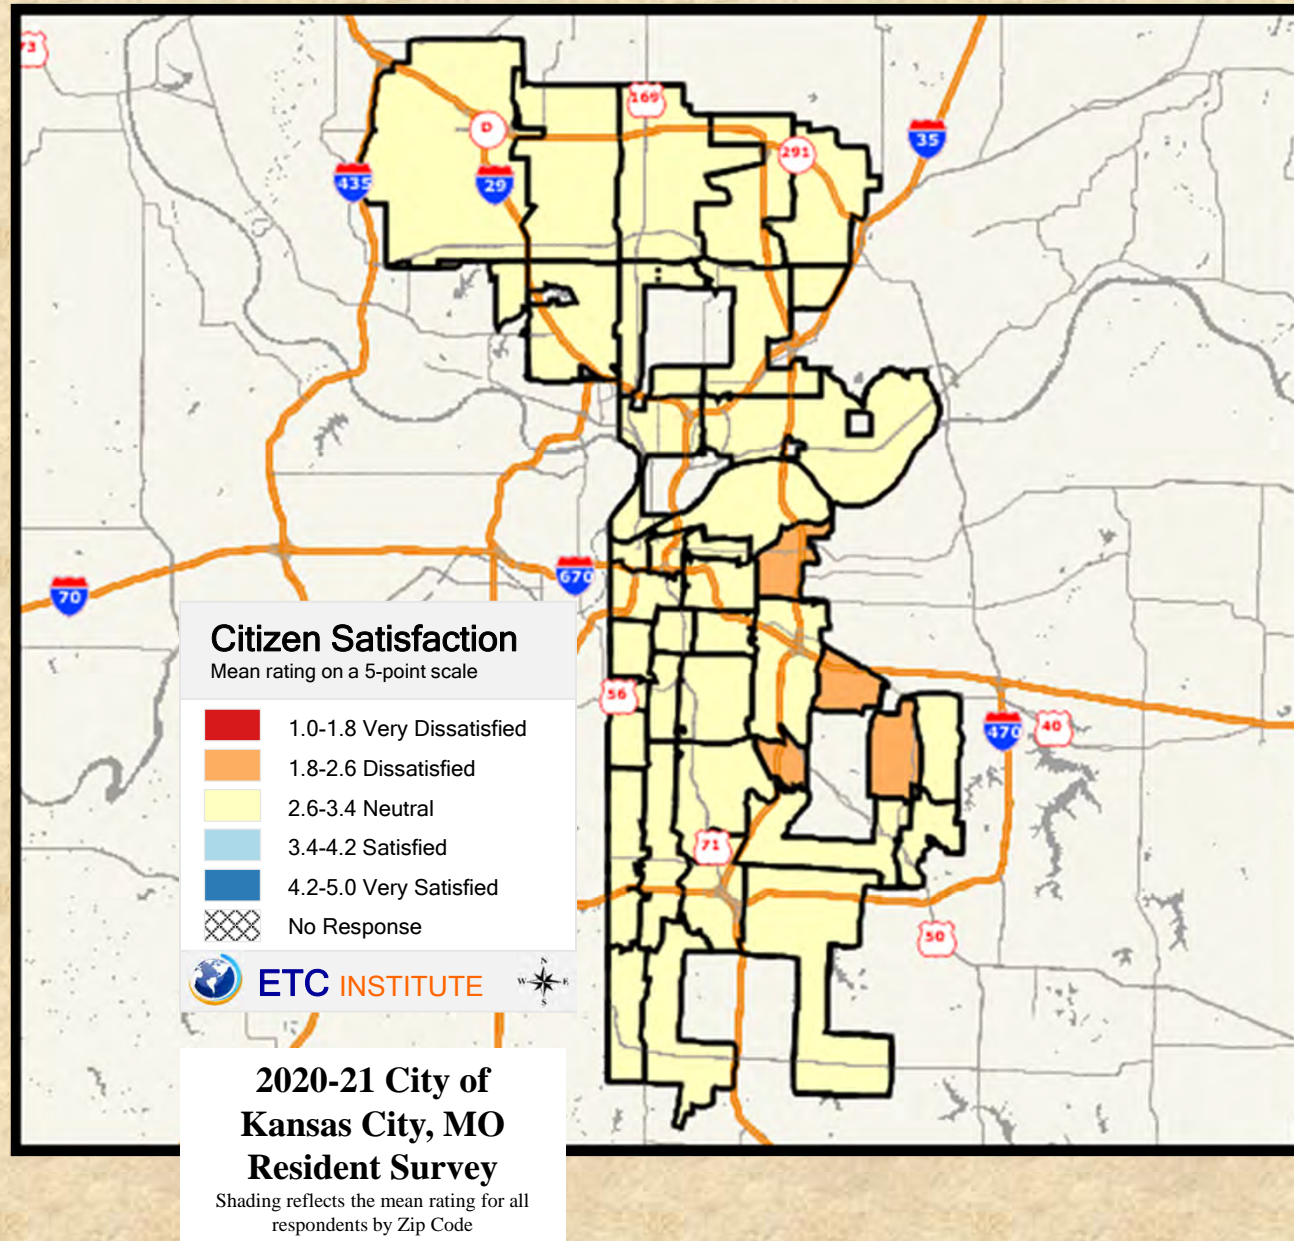 73
169
D
291
35
435
29
70
670
56
40
470
71
50
Citizen Satisfaction
Mean rating on a 5-point scale
1.0-1.8 Very Dissatisfied
1.8-2.6 Dissatisfied
2.6-3.4 Neutral
3.4-4.2 Satisfied
4.2-5.0 Very Satisfied
No Response
ETC INSTITUTE
N
W E
S
2020-21 City of
Kansas City, MO
Resident Survey
Shading reflects the mean rating for all
respondents by Zip Code